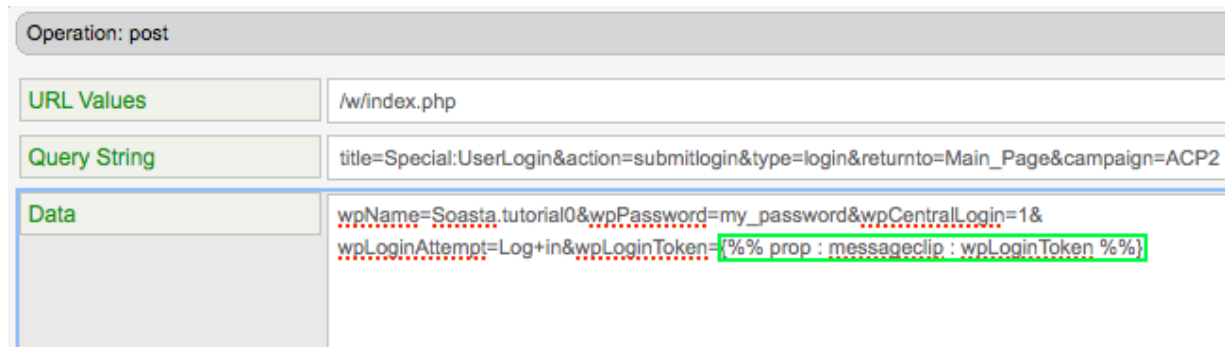 Operation: post
URL Values
/w/index.php
Query String
title=Special:UserLogin&action=submitlogin&type=login&returnto=Main_Page&campaign=ACP2
Data
wpName=Soasta.tutorial0&wpPassword=my_password&wpCentralLogin=1&
wpLoginAttempt=Log+in&wpLoginToken={%% prop : messageclip : wpLoginToken %%}